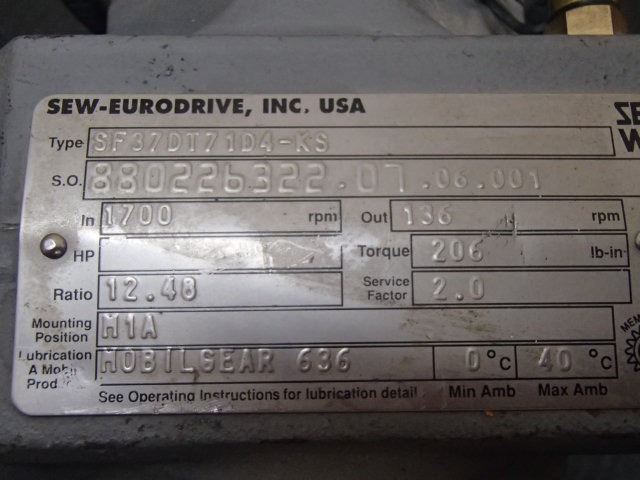 SEW-EURODRIVE, INC. USA
Type SF37DT71D4-KS
S.O. 880226322.07.06.001
In 1700 rpm Out 136 rpm
HP Torque 206 lb-in
Ratio 12.48 Service Factor 2.0
Mounting Position M1A
Lubrication A Mobil Prod. MOBILGEAR 636 0°C 40°C
See Operating Instructions for lubrication detail Min Amb Max Amb